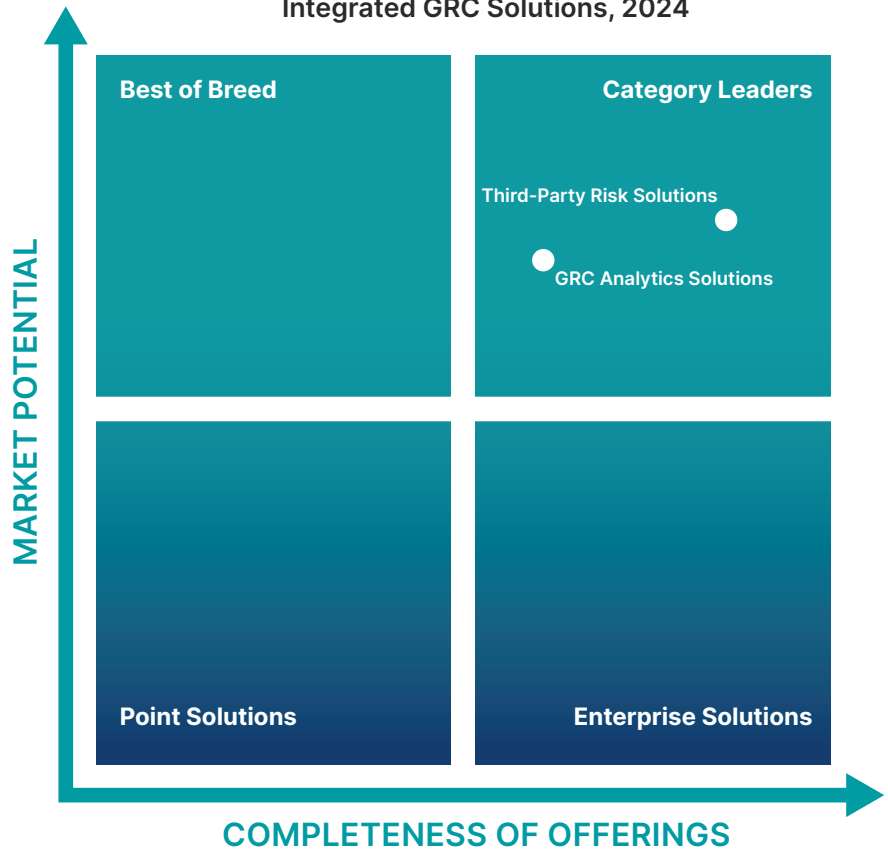 Integrated GRC Solutions, 2024
Best of Breed
Category Leaders
Third-Party Risk Solutions
GRC Analytics Solutions
MARKET POTENTIAL
Point Solutions
Enterprise Solutions
COMPLETENESS OF OFFERINGS